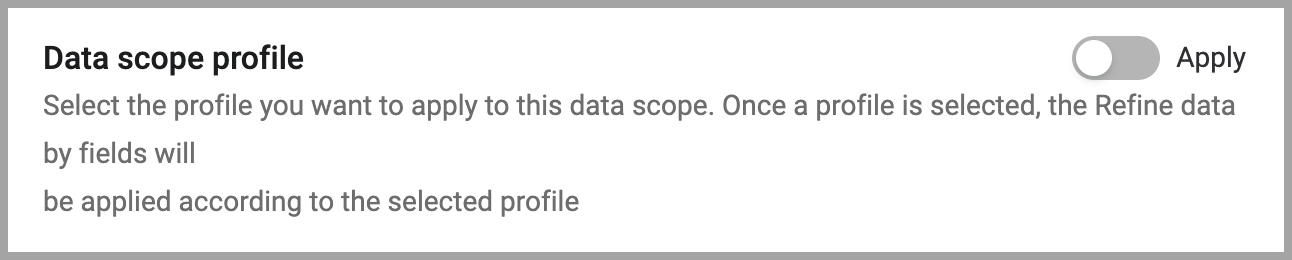 Data scope profile
Apply
Select the profile you want to apply to this data scope. Once a profile is selected, the Refine data
by fields will
be applied according to the selected profile